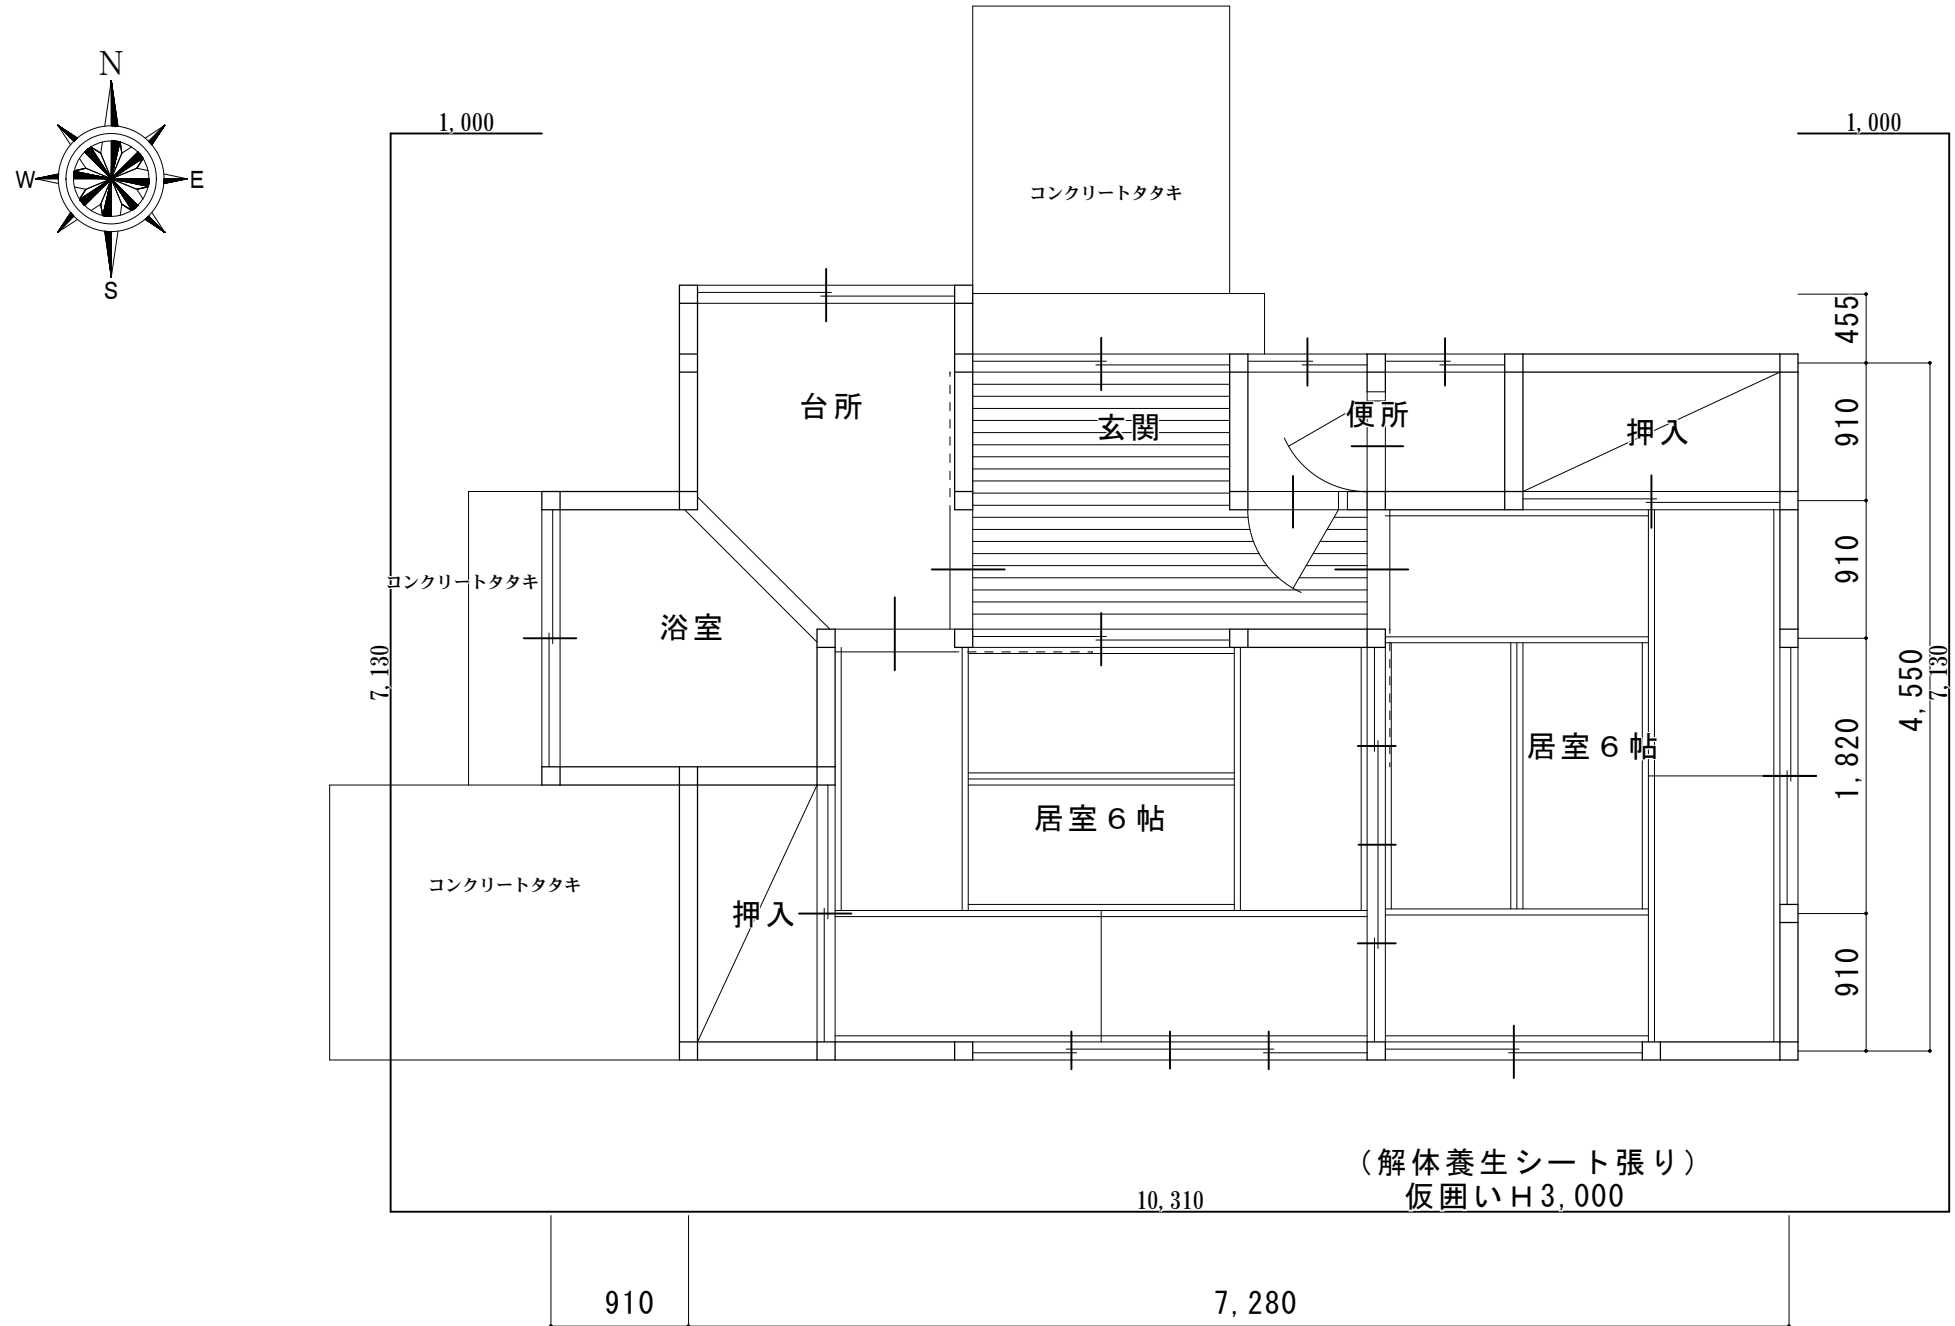 N
W
E
S
1,000
1,000
コンクリートタタキ
455
台所
玄関
便所
押入
910
910
コンクリートタタキ
浴室
7,130
4,550
7,130
居室６帖
1,820
居室６帖
コンクリートタタキ
押入
910
（解体養生シート張り）
仮囲いＨ3,000
10,310
910
7,280